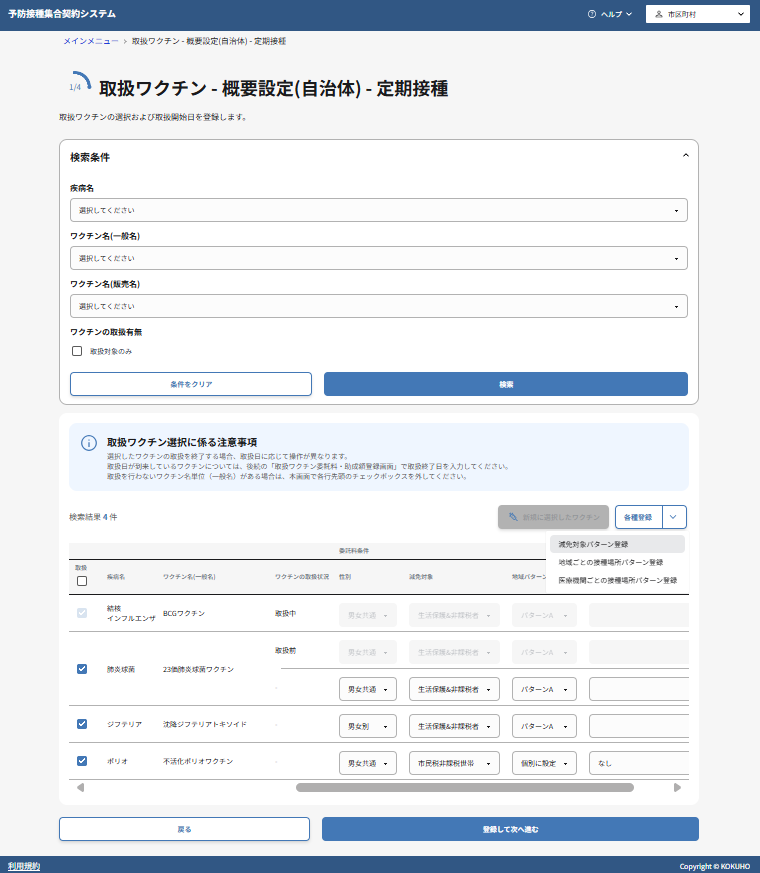 予防接種集合契約システム
ヘルプ
市区町村
メインメニュー > 取扱ワクチン - 概要設定(自治体) - 定期接種
1/4
取扱ワクチン - 概要設定(自治体) - 定期接種
取扱ワクチンの選択および取扱開始日を登録します。
検索条件
疾病名
選択してください
ワクチン名(一般名)
選択してください
ワクチン名(販売名)
選択してください
ワクチンの取扱有無
取扱対象のみ
条件をクリア
検索
取扱ワクチン選択に係る注意事項
選択したワクチンの取扱を終了する場合、取扱日に応じて操作が異なります。
取扱日が到来しているワクチンについては、後続の「取扱ワクチン委託料・助成額登録画面」で取扱終了日を入力してください。
取扱を行わないワクチン名単位（一般名）がある場合は、本画面で各行先頭のチェックボックスを外してください。
検索結果 4 件
前項に選択したワクチン
各種登録
減免対象パターン登録
地域ごとの接種場所パターン登録
医療機関ごとの接種場所パターン登録
委託料条件
取扱
疾病名
ワクチン名(一般名)
ワクチンの取扱状況
性別
減免対象
地域パターン
結核
インフルエンザ
BCGワクチン
取扱中
男女共通
生活保護&非課税者
パターンA
肺炎球菌
23価肺炎球菌ワクチン
取扱前
男女共通
生活保護&非課税者
パターンA
-
男女共通
生活保護&非課税者
パターンA
ジフテリア
沈降ジフテリアトキソイド
-
男女別
生活保護&非課税者
パターンA
ポリオ
不活化ポリオワクチン
-
男女共通
市民税非課税世帯
個別に設定
なし
戻る
登録して次へ進む
利用規約
Copyright © KOKUHO